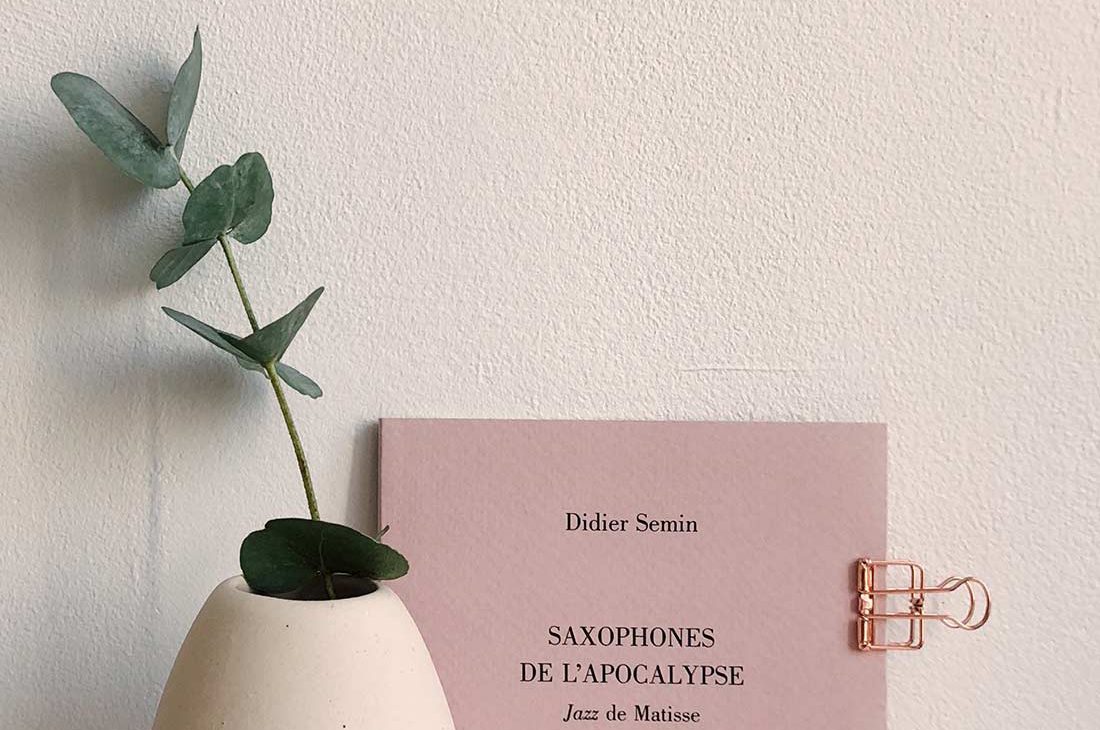 Didier Semin
SAXOPHONES
DE L’APOCALYPSE
Jazz de Matisse